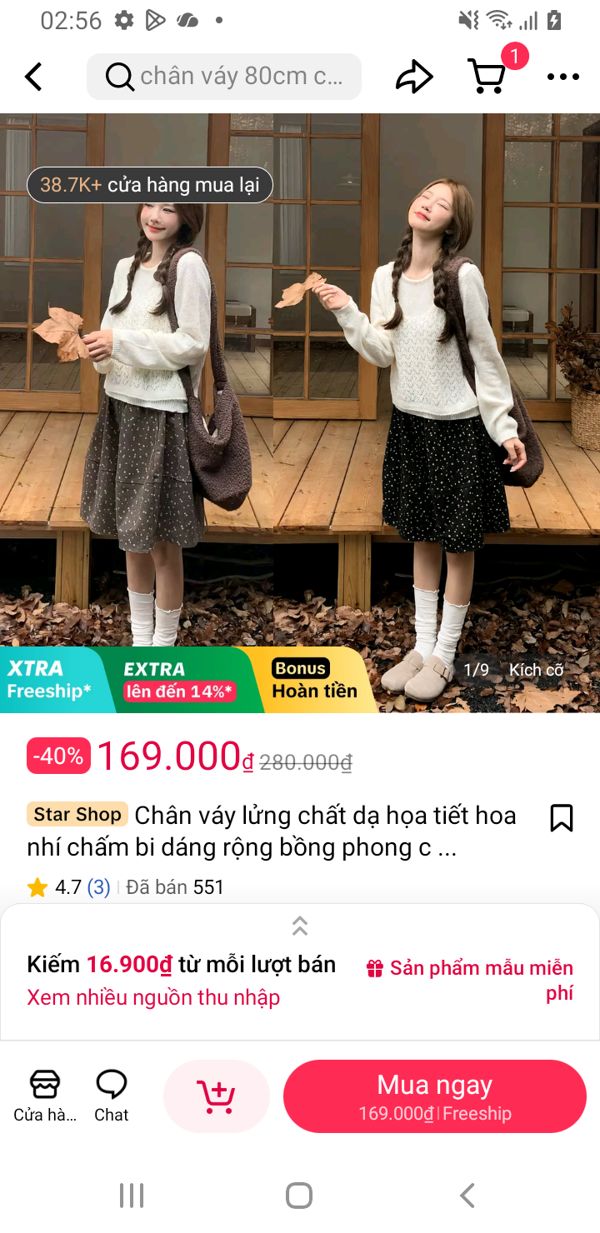 02:56
chân váy 80cm c...
1
38.7K+ cửa hàng mua lại
XTRA
Freeship*
EXTRA
lên đến 14%*
Bonus
Hoàn tiền
1/9 Kích cỡ
-40% 169.000₫ 280.000₫
Star Shop Chân váy lửng chất dạ họa tiết hoa
nhí chấm bi dáng rộng bồng phong c ...
4.7 (3) Đã bán 551
Kiếm 16.900₫ từ mỗi lượt bán
Xem nhiều nguồn thu nhập
Sản phẩm mẫu miễn
phí
Cửa hà...
Chat
Mua ngay
169.000₫ | Freeship